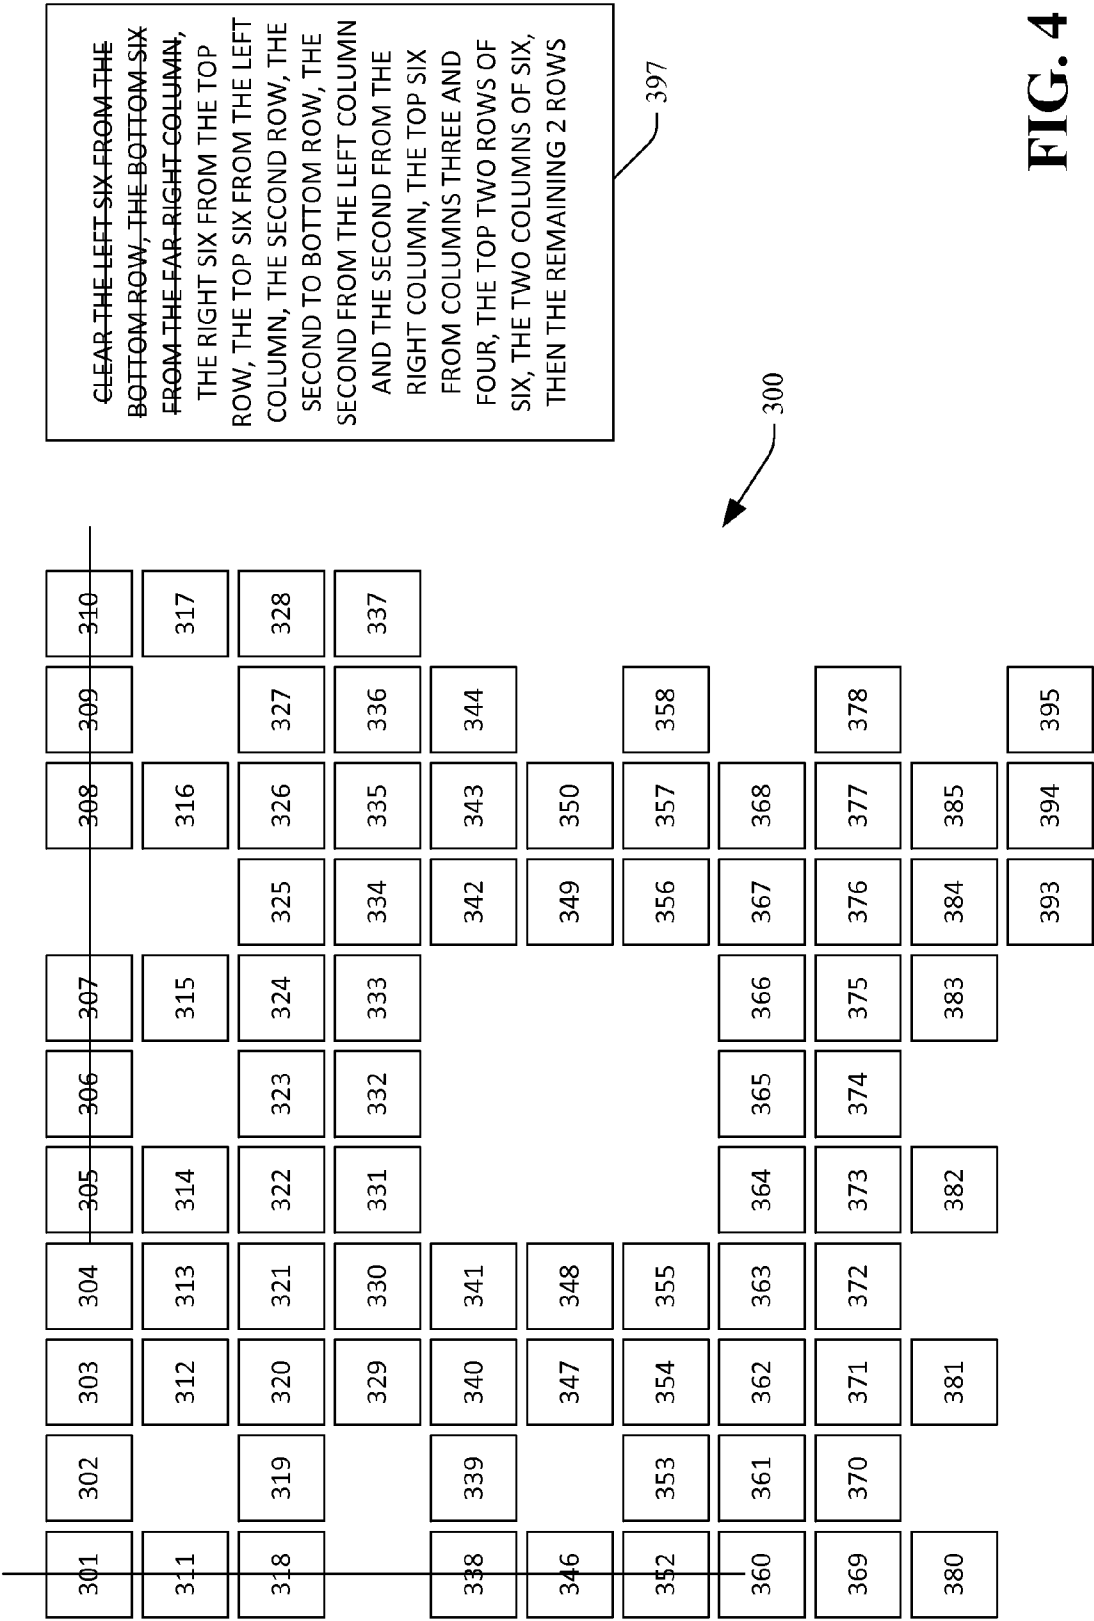 301 302 303 304 305 306 307 308 309 310
311 312 313 314 315 316 317
318 319 320 321 322 323 324 325 326 327 328
329 330 331 332 333 334 335 336 337
338 339 340 341 342 343 344
346 347 348 349 350
352 353 354 355 356 357 358
360 361 362 363 364 365 366 367 368
369 370 371 372 373 374 375 376 377 378
380 381 382 383 384 385
393 394 395
CLEAR THE LEFT SIX FROM THE
BOTTOM ROW, THE BOTTOM SIX
FROM THE FAR-RIGHT COLUMN,
THE RIGHT SIX FROM THE TOP
ROW, THE TOP SIX FROM THE LEFT
COLUMN, THE SECOND ROW, THE
SECOND TO BOTTOM ROW, THE
SECOND FROM THE LEFT COLUMN
AND THE SECOND FROM THE
RIGHT COLUMN, THE TOP SIX
FROM COLUMNS THREE AND
FOUR, THE TOP TWO ROWS OF
SIX, THE TWO COLUMNS OF SIX,
THEN THE REMAINING 2 ROWS
397
300
FIG. 4